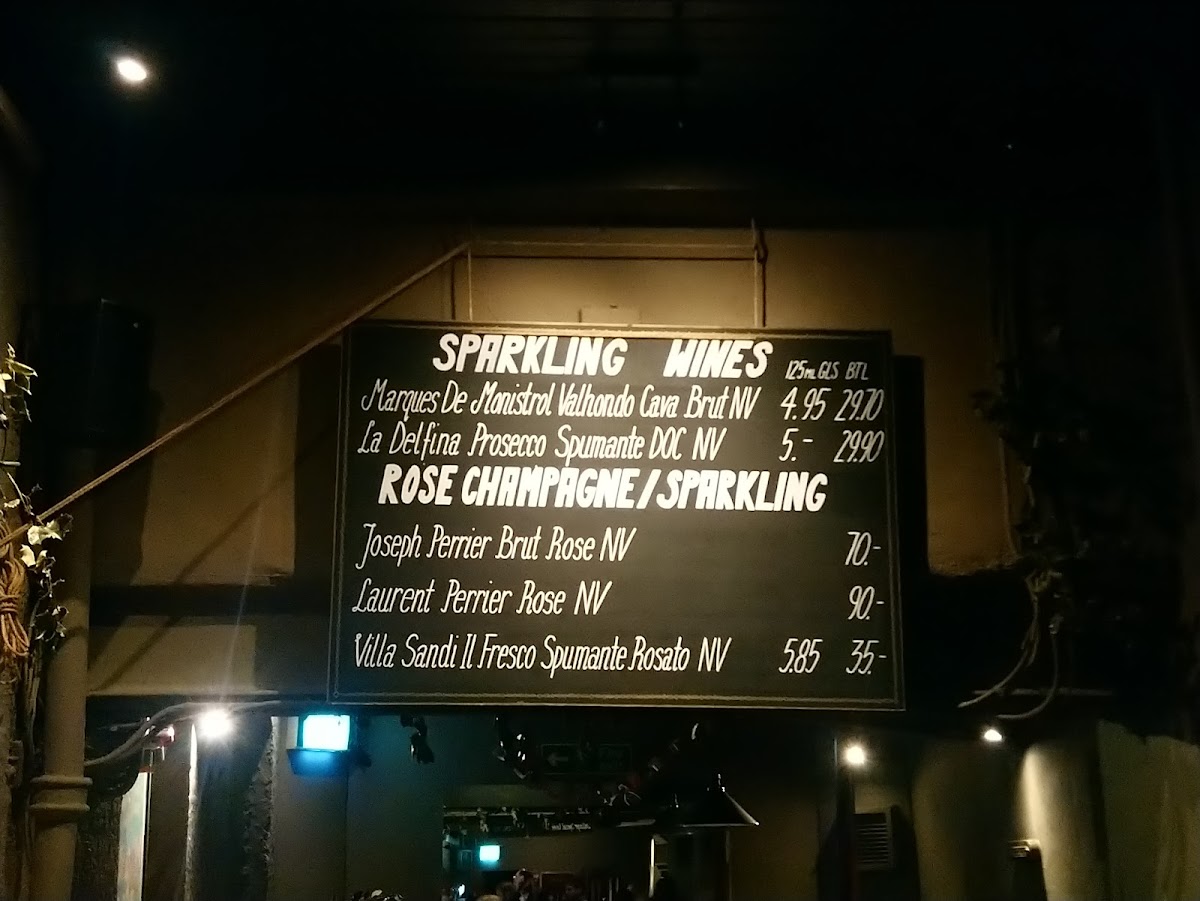 SPARKLING WINES 125ML GLS BTL
Marques De Monistrol Valhondo Cava Brut NV 4.95 29.70
La Delfina Prosecco Spumante DOC NV 5.- 29.90
ROSE CHAMPAGNE/SPARKLING
Joseph Perrier Brut Rose NV 70.-
Laurent Perrier Rose NV 90.-
Villa Sandi Il Fresco Spumante Rosato NV 5.85 35.-